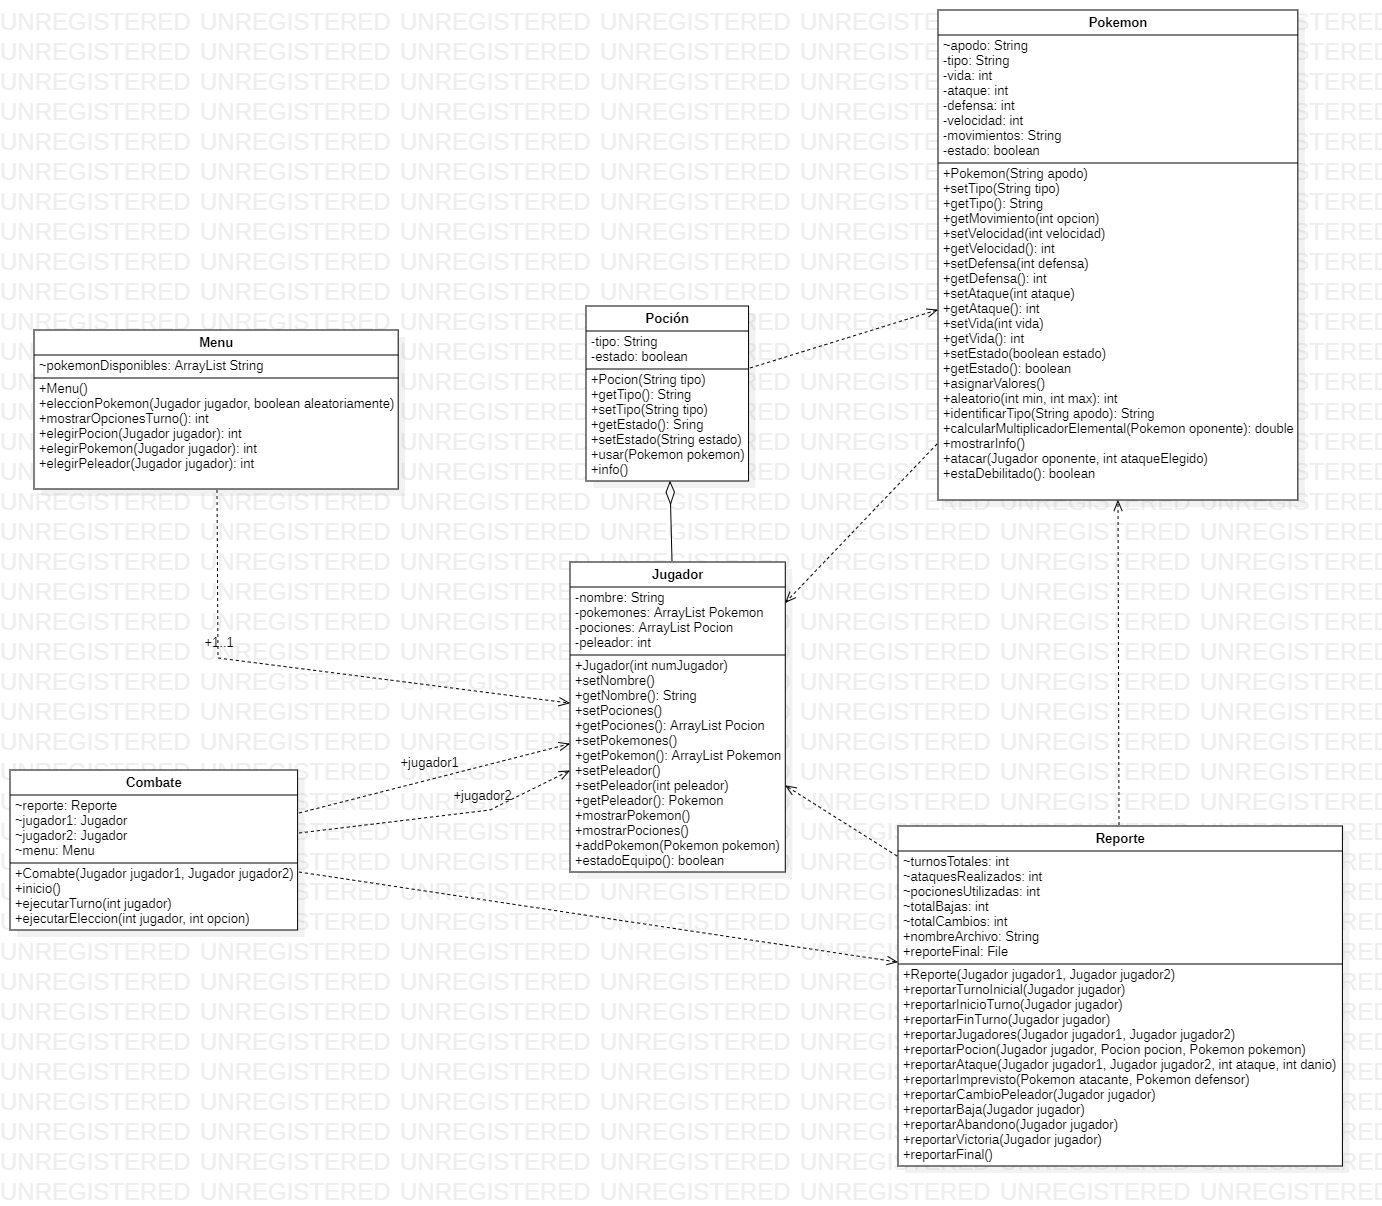 Pokemon
~apodo: String
-tipo: String
-vida: int
-ataque: int
-defensa: int
-velocidad: int
-movimientos: String
-estado: boolean
+Pokemon(String apodo)
+setTipo(String tipo)
+getTipo(): String
+getMovimiento(int opcion)
+setVelocidad(int velocidad)
+getVelocidad(): int
+setDefensa(int defensa)
+getDefensa(): int
+setAtaque(int ataque)
+getAtaque(): int
+setVida(int vida)
+getVida(): int
+setEstado(boolean estado)
+getEstado(): boolean
+asignarValores()
+aleatorio(int min, int max): int
+identificarTipo(String apodo): String
+calcularMultiplicadorElemental(Pokemon oponente): double
+mostrarInfo()
+atacar(Jugador oponente, int ataqueElegido)
+estaDebilitado(): boolean
Poción
-tipo: String
-estado: boolean
+Pocion(String tipo)
+getTipo(): String
+setTipo(String tipo)
+getEstado(): Sring
+setEstado(String estado)
+usar(Pokemon pokemon)
+info()
Menu
~pokemonDisponibles: ArrayList String
+Menu()
+eleccionPokemon(Jugador jugador, boolean aleatoriamente)
+mostrarOpcionesTurno(): int
+elegirPocion(Jugador jugador): int
+elegirPokemon(Jugador jugador): int
+elegirPeleador(Jugador jugador): int
+1..1
Jugador
-nombre: String
-pokemones: ArrayList Pokemon
-pociones: ArrayList Pocion
-peleador: int
+Jugador(int numJugador)
+setNombre()
+getNombre(): String
+setPociones()
+getPociones(): ArrayList Pocion
+setPokemones()
+getPokemon(): ArrayList Pokemon
+setPeleador()
+setPeleador(int peleador)
+getPeleador(): Pokemon
+mostrarPokemon()
+mostrarPociones()
+addPokemon(Pokemon pokemon)
+estadoEquipo(): boolean
+jugador1
+jugador2
Combate
~reporte: Reporte
~jugador1: Jugador
~jugador2: Jugador
~menu: Menu
+Comabte(Jugador jugador1, Jugador jugador2)
+inicio()
+ejecutarTurno(int jugador)
+ejecutarEleccion(int jugador, int opcion)
Reporte
~turnosTotales: int
~ataquesRealizados: int
~pocionesUtilizadas: int
~totalBajas: int
~totalCambios: int
+nombreArchivo: String
+reporteFinal: File
+Reporte(Jugador jugador1, Jugador jugador2)
+reportarTurnoInicial(Jugador jugador)
+reportarInicioTurno(Jugador jugador)
+reportarFinTurno(Jugador jugador)
+reportarJugadores(Jugador jugador1, Jugador jugador2)
+reportarPocion(Jugador jugador, Pocion pocion, Pokemon pokemon)
+reportarAtaque(Jugador jugador1, Jugador jugador2, int ataque, int danio)
+reportarImprevisto(Pokemon atacante, Pokemon defensor)
+reportarCambioPeleador(Jugador jugador)
+reportarBaja(Jugador jugador)
+reportarAbandono(Jugador jugador)
+reportarVictoria(Jugador jugador)
+reportarFinal()
UNREGISTERED